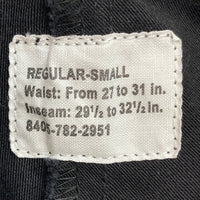 REGULAR-SMALL
Waist: From 27 to 31 in.
Inseam: 29½ to 32½ in.
8405-782-2951